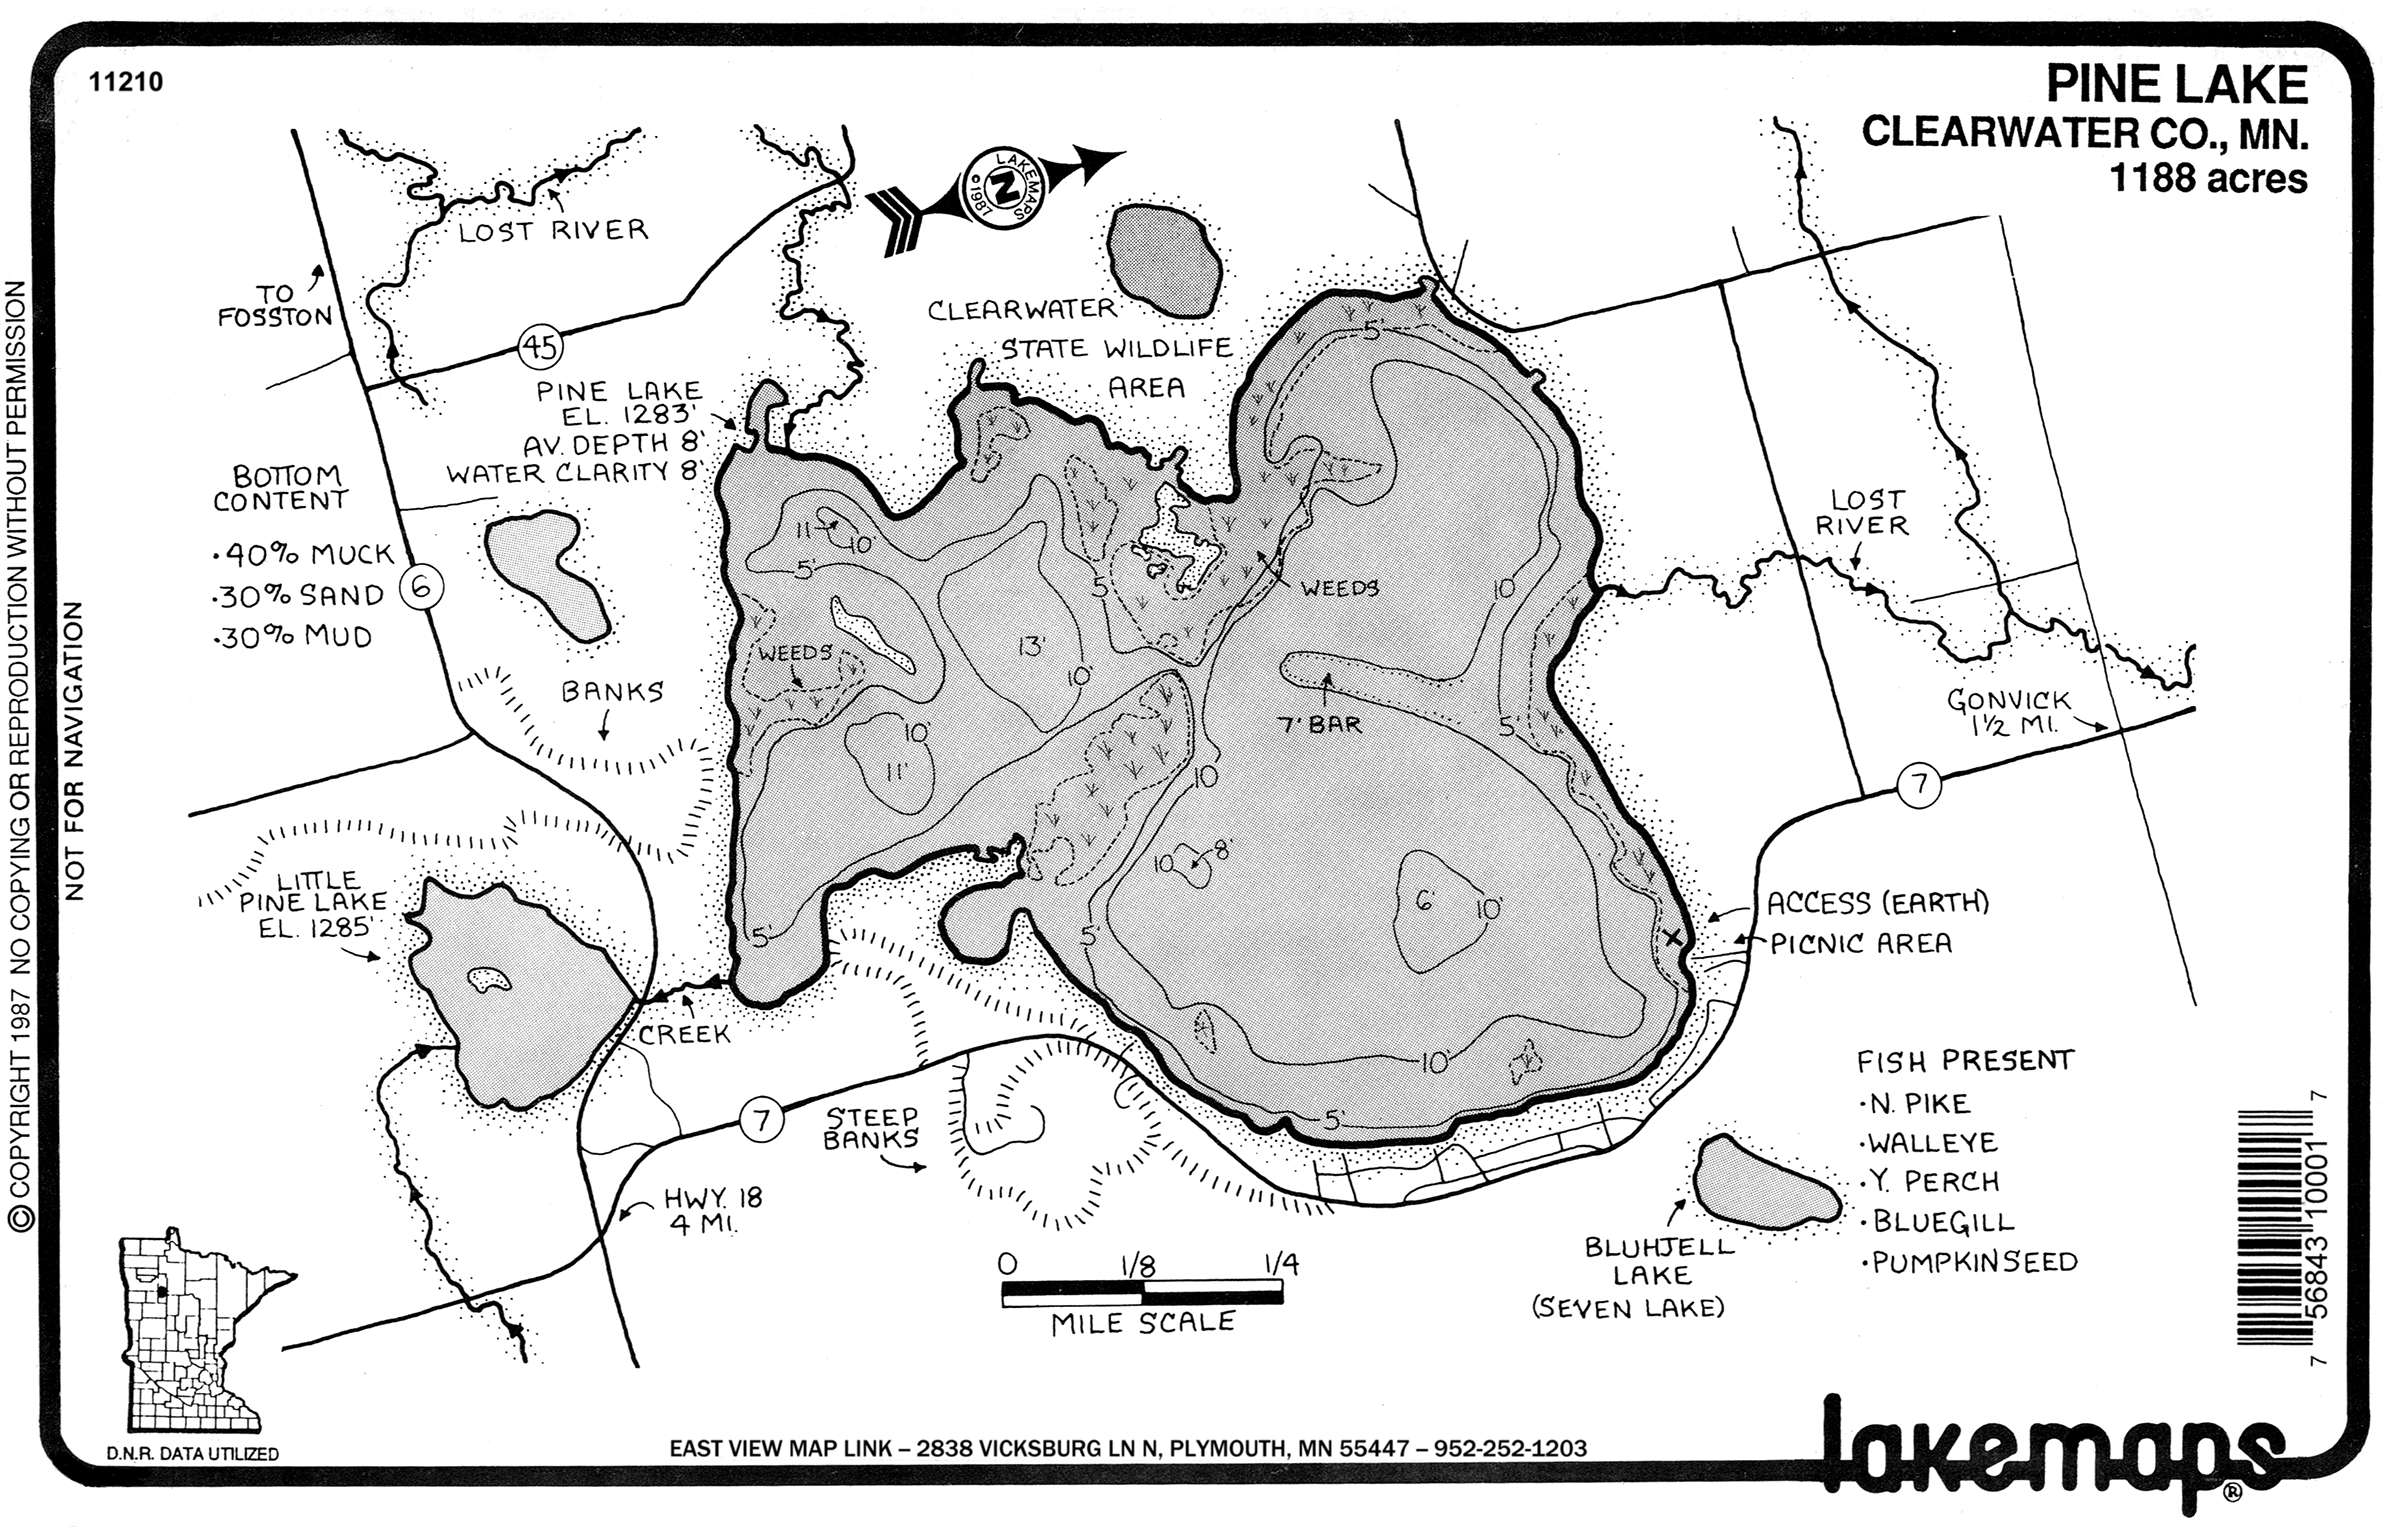 11210
PINE LAKE
CLEARWATER CO., MN.
1188 acres
LAKEMAPS
N
©1987
LOST RIVER
TO
FOSSTON
45
CLEARWATER
STATE WILDLIFE
AREA
PINE LAKE
EL. 1283'
AV. DEPTH 8'
WATER CLARITY 8'
BOTTOM
CONTENT
·40% MUCK
·30% SAND
·30% MUD
6
5'
11
10'
5'
5
WEEDS
10
LOST
RIVER
13'
WEEDS
10'
BANKS
7' BAR
5'
GONVICK
1 1/2 MI.
10'
11'
10
7
10
8'
LITTLE
PINE LAKE
EL. 1285'
6'
10'
ACCESS (EARTH)
PICNIC AREA
5'
5'
CREEK
10'
FISH PRESENT
·N. PIKE
·WALLEYE
·Y. PERCH
·BLUEGILL
·PUMPKINSEED
7
STEEP
BANKS
5'
HWY. 18
4 MI.
BLUHJELL
LAKE
(SEVEN LAKE)
0 1/8 1/4
MILE SCALE
7 56843 10001 7
D.N.R. DATA UTILIZED
EAST VIEW MAP LINK – 2838 VICKSBURG LN N, PLYMOUTH, MN 55447 – 952-252-1203
lakemaps®
© COPYRIGHT 1987 NO COPYING OR REPRODUCTION WITHOUT PERMISSION
NOT FOR NAVIGATION